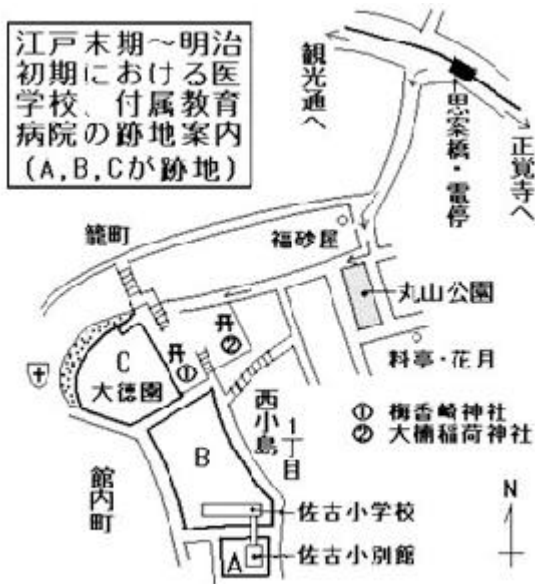 江戸末期～明治
初期における医
学校、付属教育
病院の跡地案内
(A,B,Cが跡地)
観光通へ
思案橋・電停
正覚寺へ
籠町
福砂屋
丸山公園
料亭・花月
C
大徳園
①
②
① 梅香崎神社
② 大楠稲荷神社
西小島
1丁目
B
館内町
佐古小学校
佐古小別館
A
N